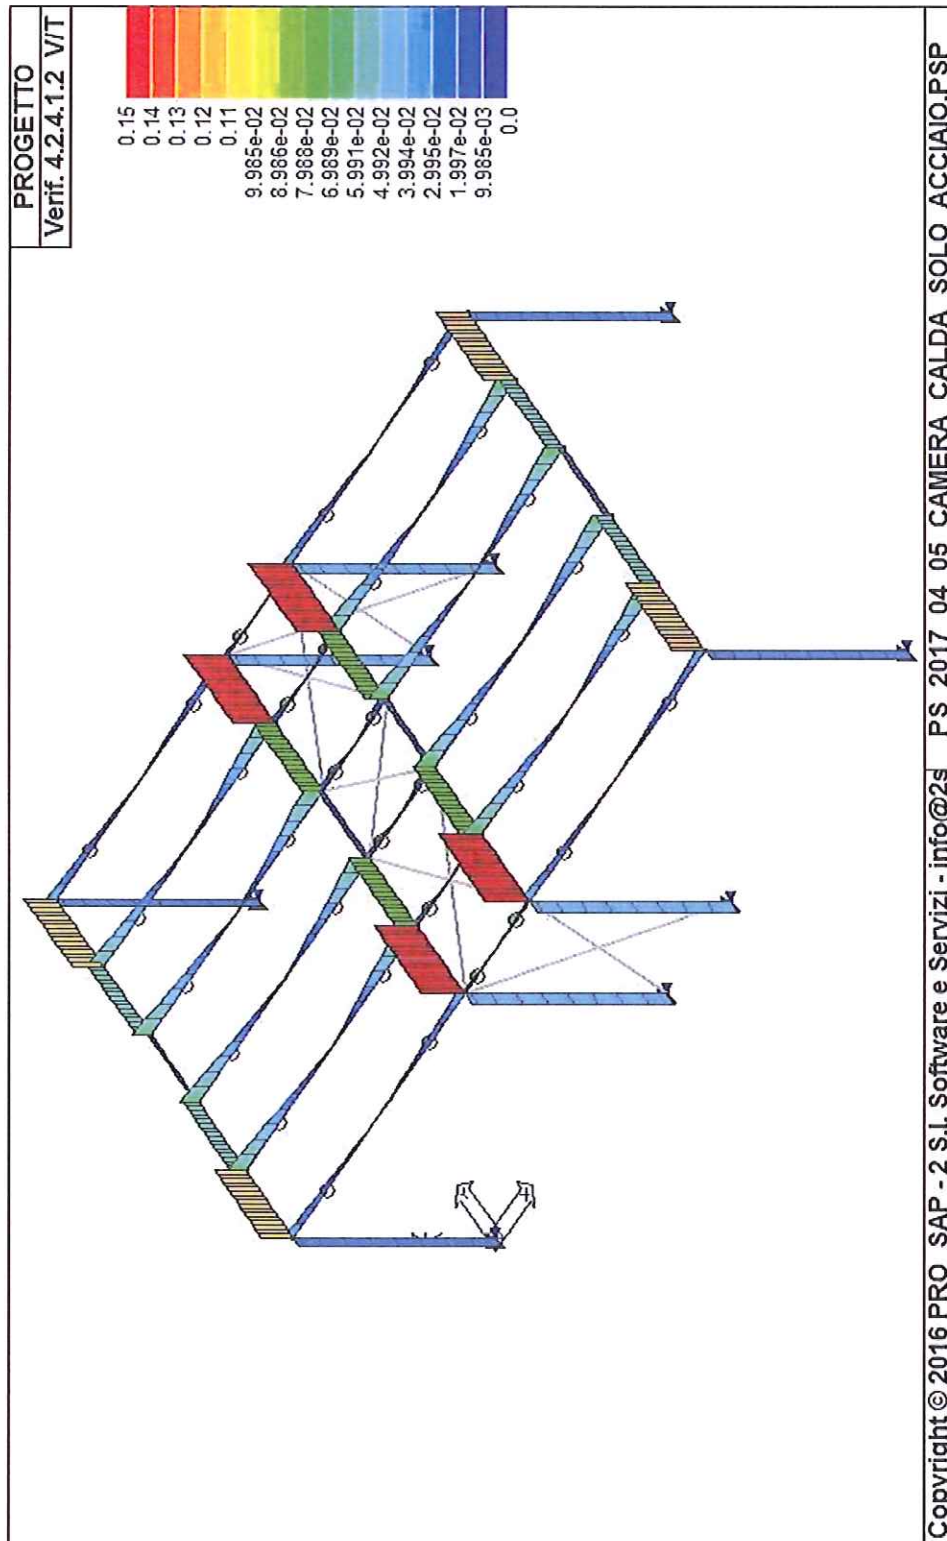 PROGETTO
Verif. 4.2.4.1.2 V/T
0.15
0.14
0.13
0.12
0.11
9.985e-02
8.986e-02
7.988e-02
6.989e-02
5.991e-02
4.992e-02
3.994e-02
2.995e-02
1.997e-02
9.985e-03
0.0
Copyright © 2016 PRO_SAP - 2 S.I. Software e Servizi - info@2s PS_2017_04_05_CAMERA_CALDA_SOLO_ACCIAIO.PSP